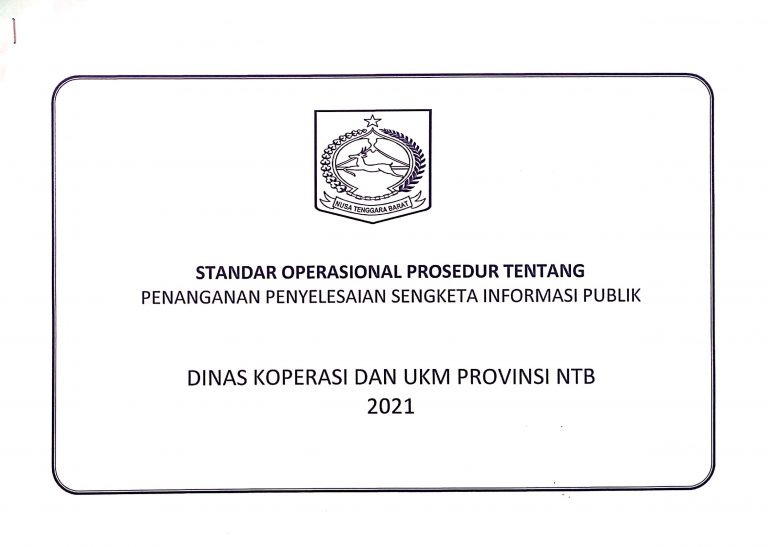 NUSA TENGGARA BARAT
STANDAR OPERASIONAL PROSEDUR TENTANG
PENANGANAN PENYELESAIAN SENGKETA INFORMASI PUBLIK
DINAS KOPERASI DAN UKM PROVINSI NTB
2021